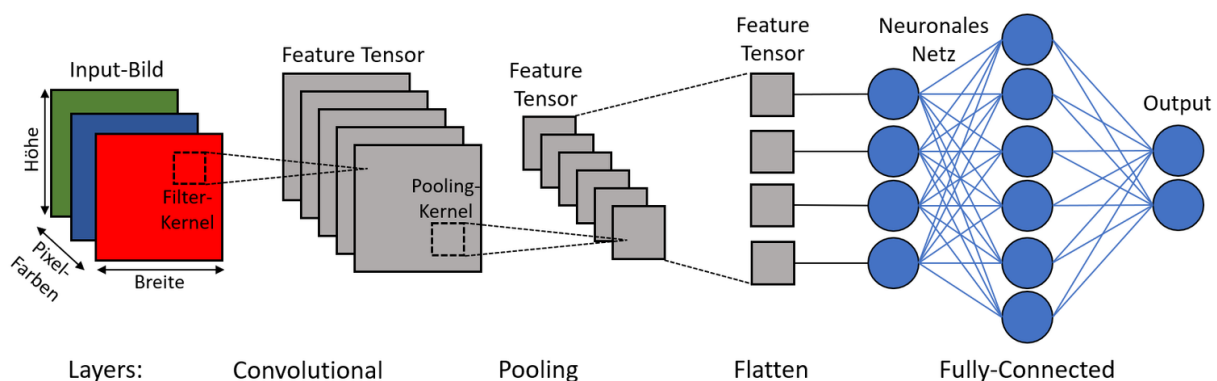 Input-Bild
Höhe
Pixel-
Farben
Breite
Filter-
Kernel
Feature Tensor
Pooling-
Kernel
Feature
Tensor
Feature
Tensor
Neuronales
Netz
Output
Layers:
Convolutional
Pooling
Flatten
Fully-Connected